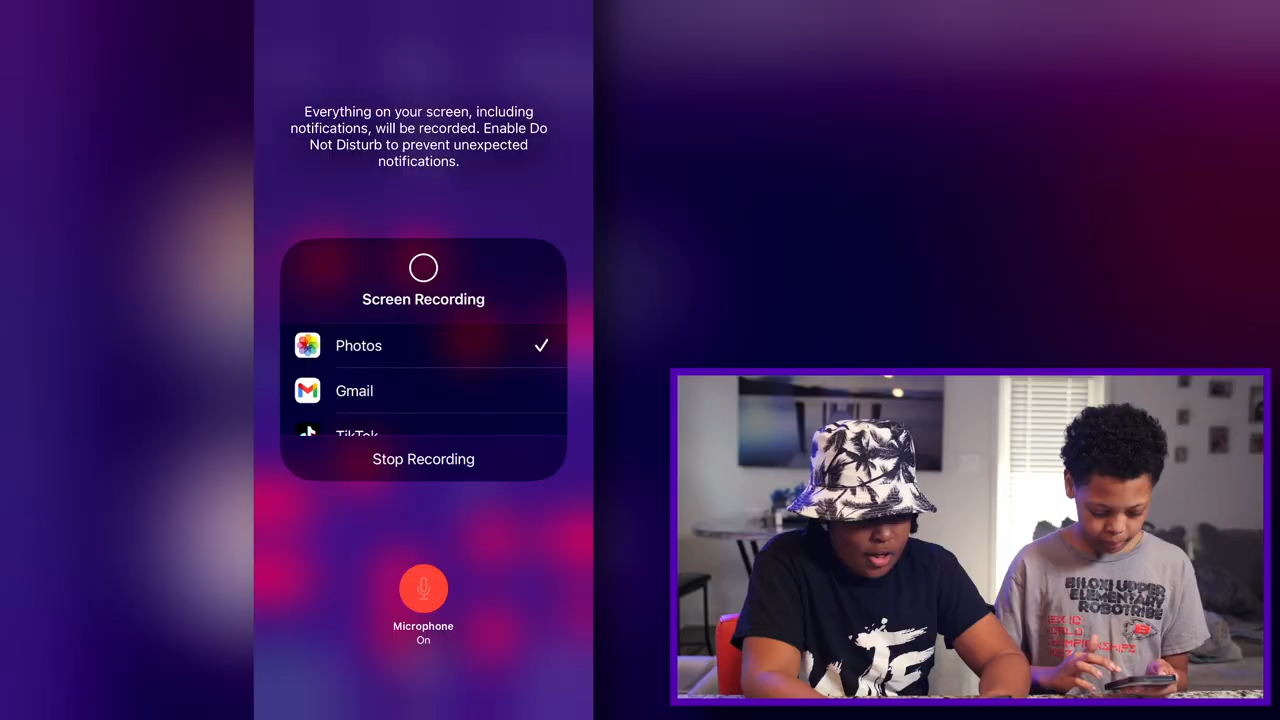 Everything on your screen, including
notifications, will be recorded. Enable Do
Not Disturb to prevent unexpected
notifications.
Screen Recording
Photos
Gmail
TikTok
Stop Recording
Microphone
On
BILOXI UPPER
ELEMENTARY
ROBOTRIBE